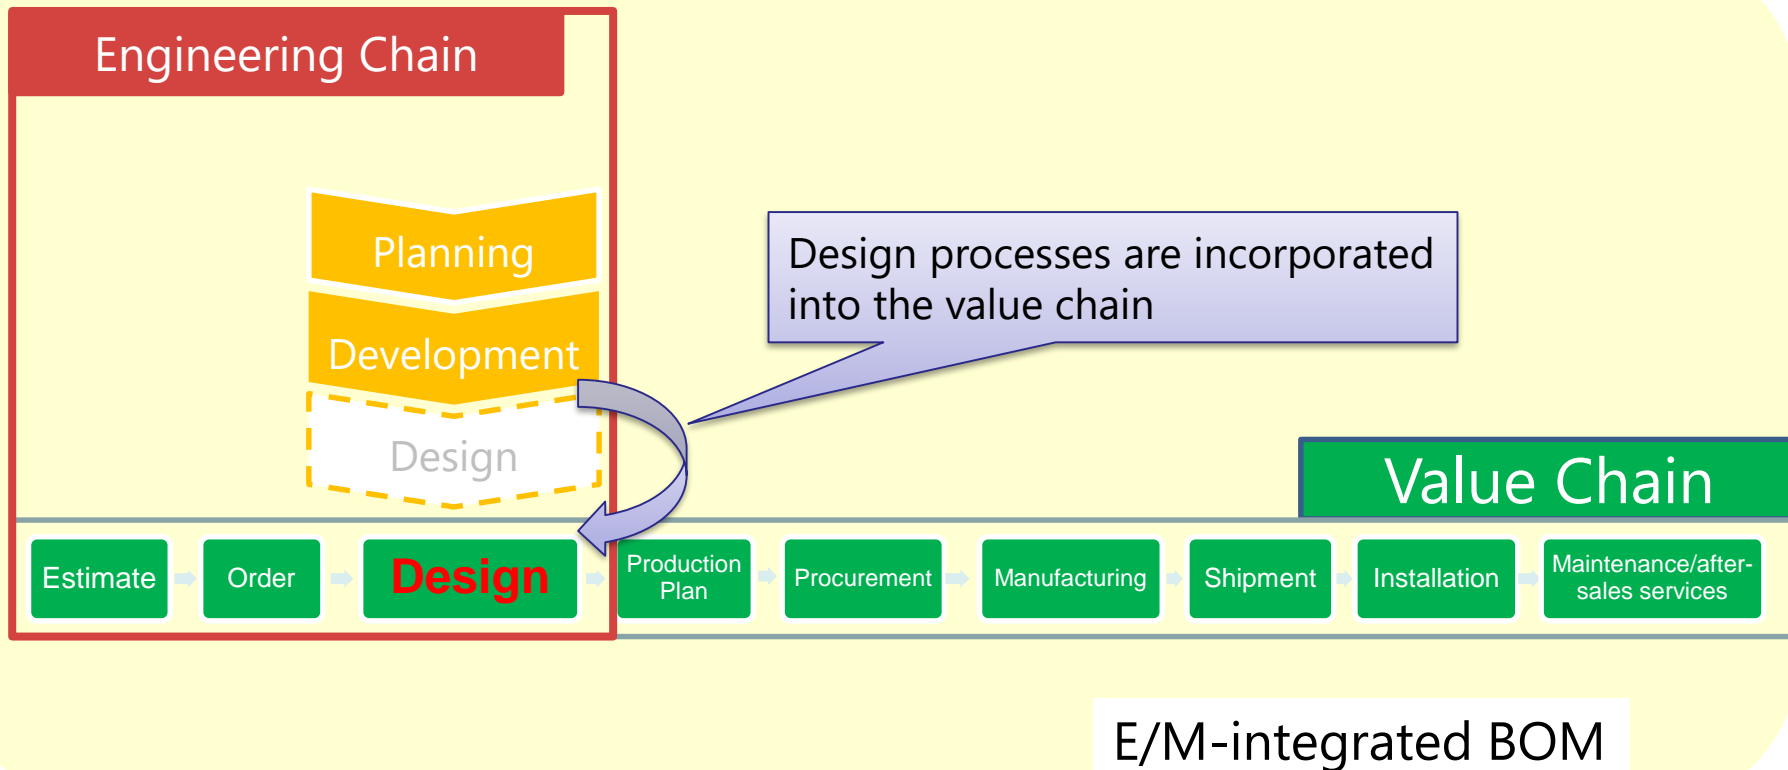 Engineering Chain
Planning
Development
Design
Design processes are incorporated
into the value chain
Value Chain
Estimate
Order
Design
Production
Plan
Procurement
Manufacturing
Shipment
Installation
Maintenance/after-
sales services
E/M-integrated BOM